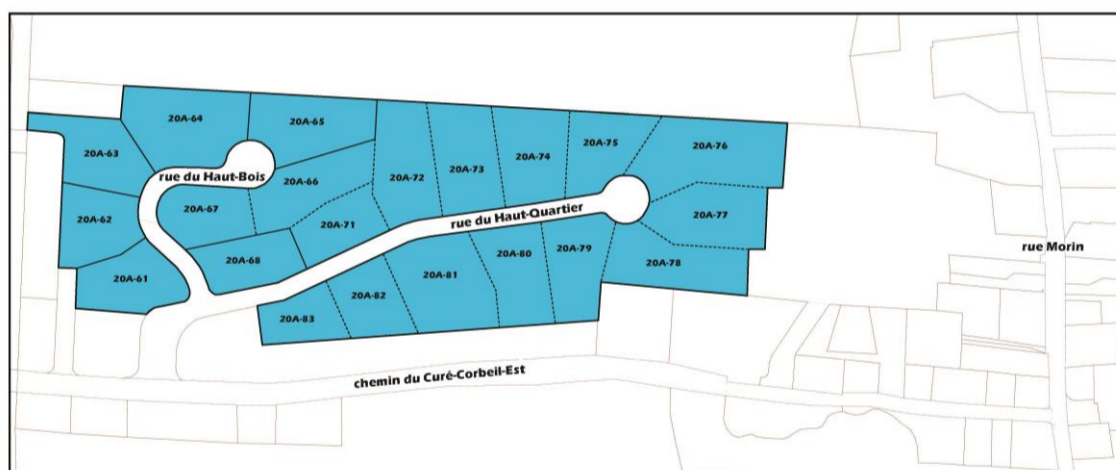 20A-64
20A-65
20A-75
20A-76
20A-63
20A-74
20A-73
20A-72
rue du Haut-Bois
20A-66
20A-67
20A-62
rue du Haut-Quartier
20A-77
20A-71
rue Morin
20A-79
20A-80
20A-68
20A-78
20A-61
20A-81
20A-82
20A-83
chemin du Curé-Corbeil-Est